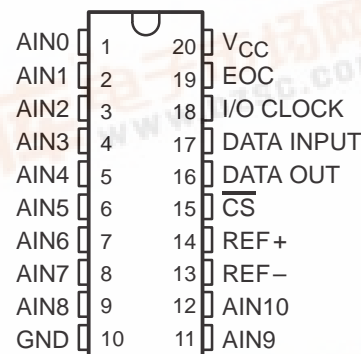 AIN0 1 20 VCC
AIN1 2 19 EOC
AIN2 3 18 I/O CLOCK
AIN3 4 17 DATA INPUT
AIN4 5 16 DATA OUT
AIN5 6 15 CS
AIN6 7 14 REF+
AIN7 8 13 REF–
AIN8 9 12 AIN10
GND 10 11 AIN9